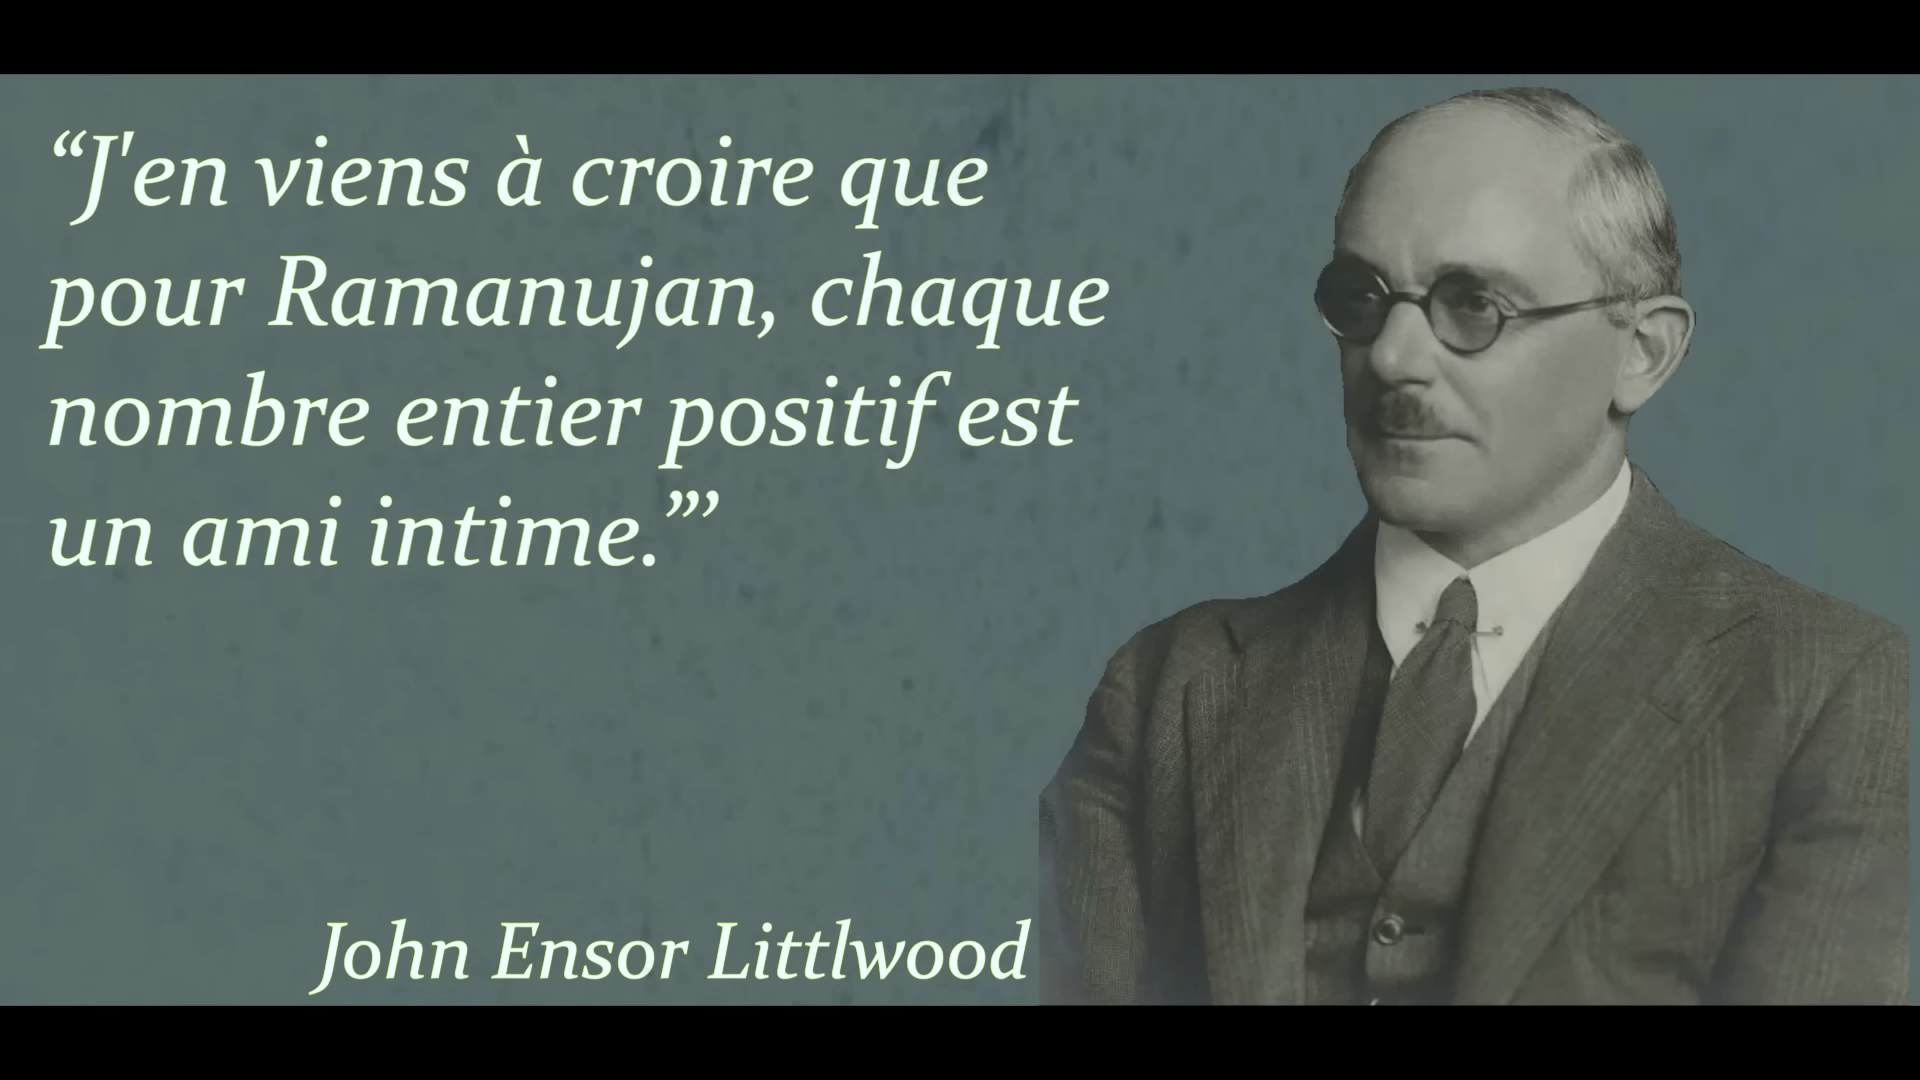 “J'en viens à croire que
pour Ramanujan, chaque
nombre entier positif est
un ami intime.”’
John Ensor Littlwood